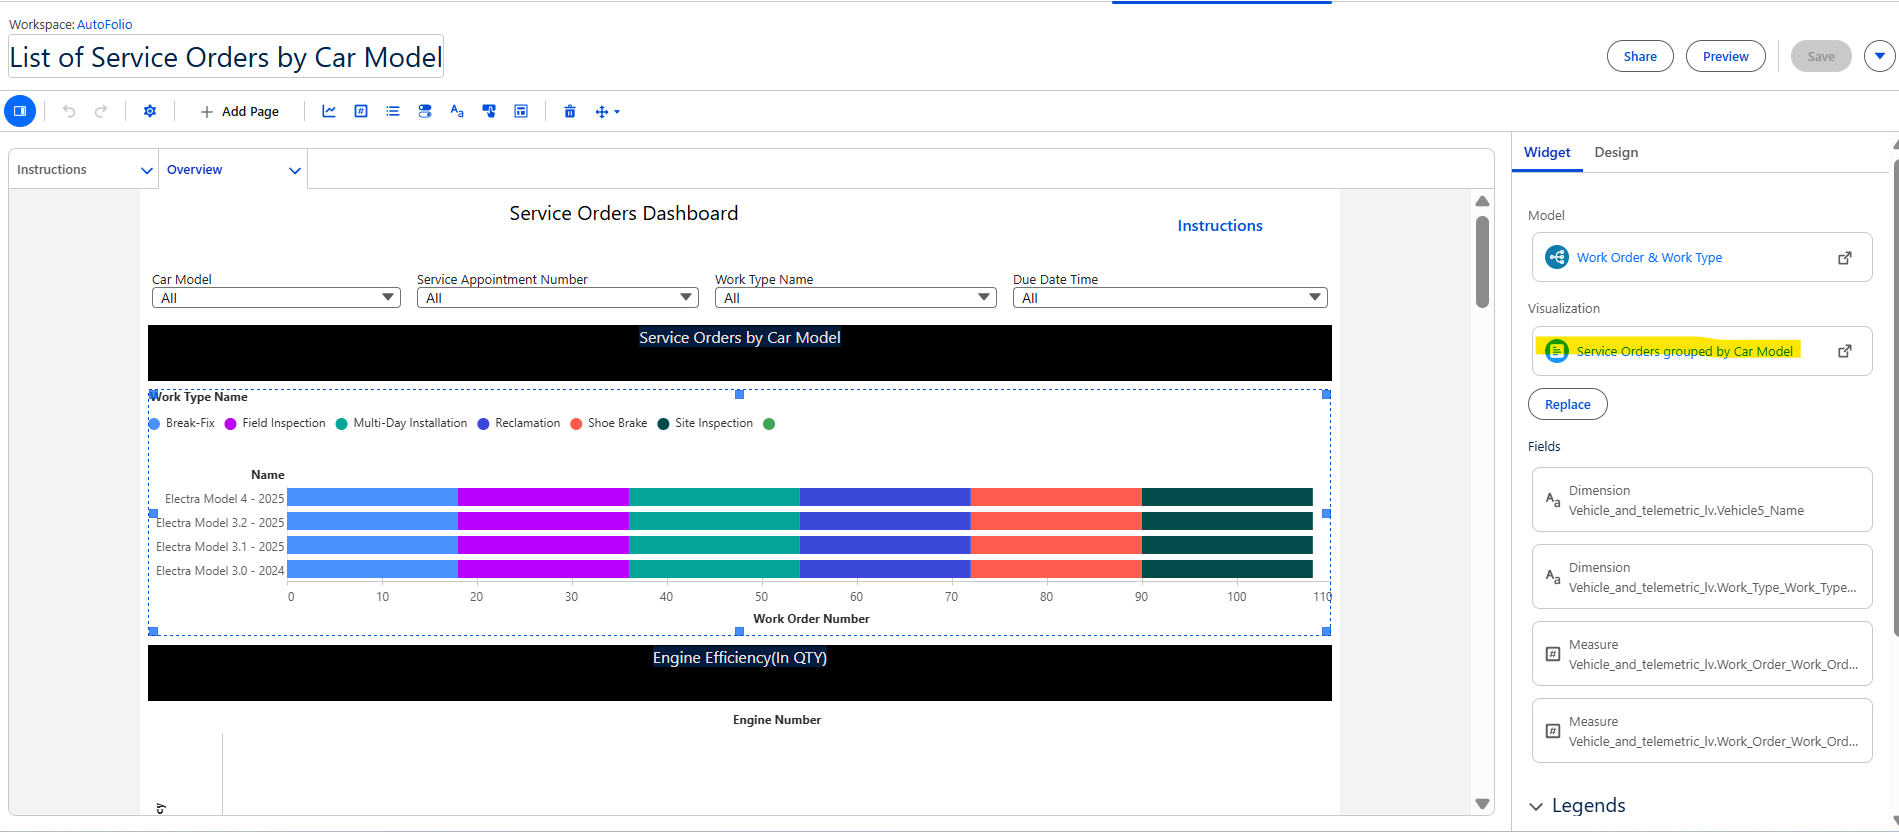 Workspace: AutoFolio
List of Service Orders by Car Model
Share
Preview
Save
Add Page
Instructions
Overview
Service Orders Dashboard
Instructions
Car Model
Service Appointment Number
Work Type Name
Due Date Time
All
All
All
All
Service Orders by Car Model
Work Type Name
Break-Fix
Field Inspection
Multi-Day Installation
Reclamation
Shoe Brake
Site Inspection
Name
Electra Model 4 - 2025
Electra Model 3.2 - 2025
Electra Model 3.1 - 2025
Electra Model 3.0 - 2024
0 10 20 30 40 50 60 70 80 90 100 110
Work Order Number
Engine Efficiency(In QTY)
Engine Number
Widget
Design
Model
Work Order & Work Type
Visualization
Service Orders grouped by Car Model
Replace
Fields
Dimension
Vehicle_and_telemetric_lv.Vehicle5_Name
Dimension
Vehicle_and_telemetric_lv.Work_Type_Work_Type...
Measure
Vehicle_and_telemetric_lv.Work_Order_Work_Ord...
Measure
Vehicle_and_telemetric_lv.Work_Order_Work_Ord...
Legends